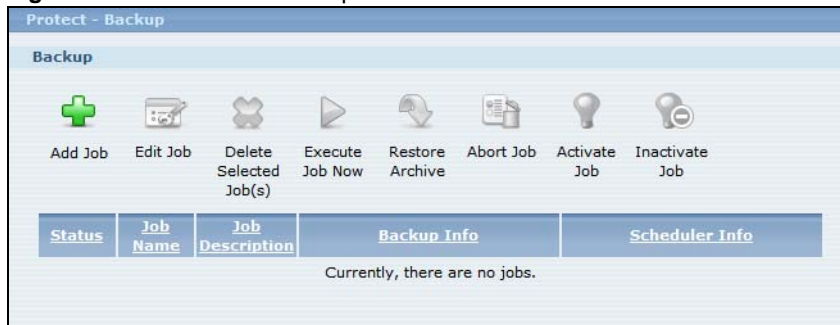 Protect - Backup
Backup
Add Job
Edit Job
Delete
Selected
Job(s)
Execute
Job Now
Restore
Archive
Abort Job
Activate
Job
Inactivate
Job
Status
Job
Name
Job
Description
Backup Info
Scheduler Info
Currently, there are no jobs.